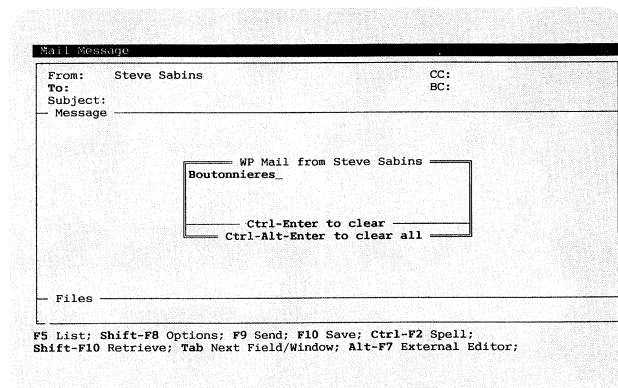 Mail Message
From: Steve Sabins CC:
To: BC:
Subject:
Message
WP Mail from Steve Sabins
Boutonnieres_
Ctrl-Enter to clear
Ctrl-Alt-Enter to clear all
Files
F5 List; Shift-F8 Options; F9 Send; F10 Save; Ctrl-F2 Spell;
Shift-F10 Retrieve; Tab Next Field/Window; Alt-F7 External Editor;